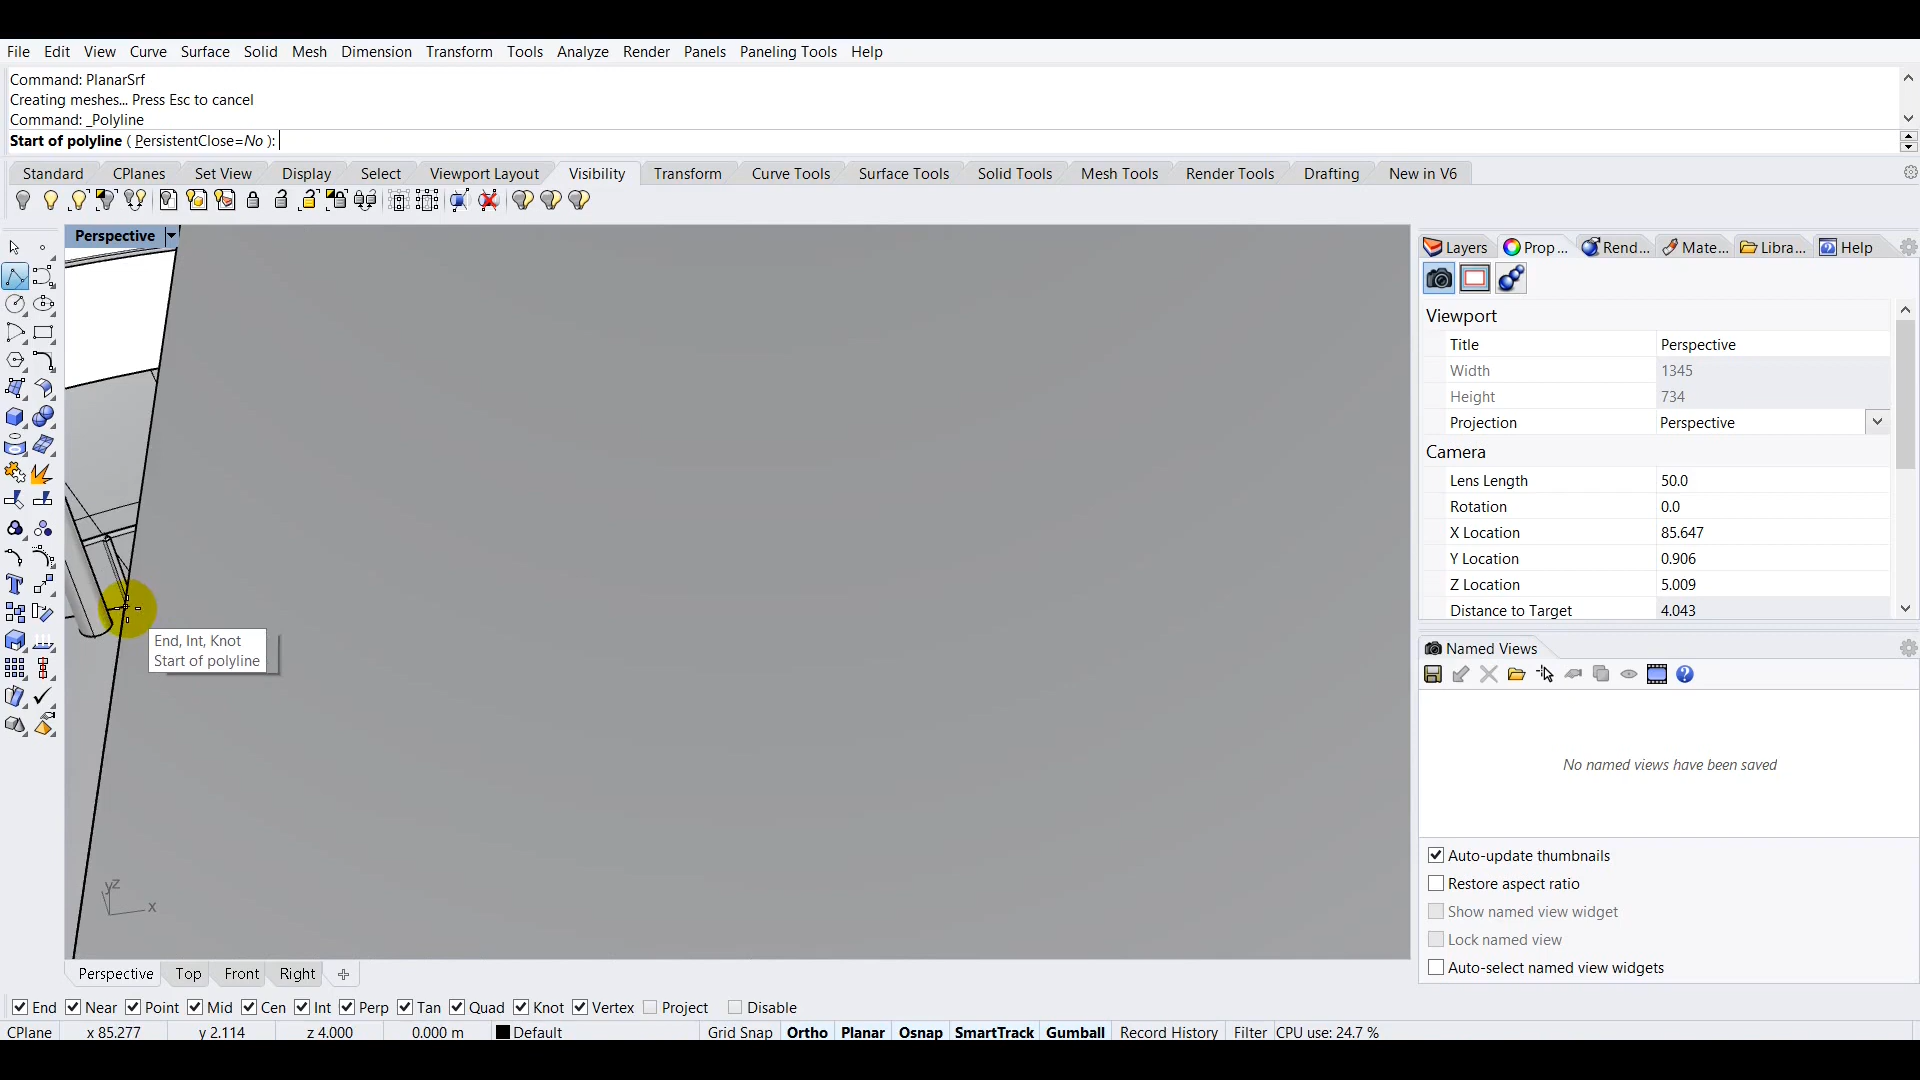 File Edit View Curve Surface Solid Mesh Dimension Transform Tools Analyze Render Panels Paneling Tools Help
Command: PlanarSrf
Creating meshes... Press Esc to cancel
Command: _Polyline
Start of polyline ( PersistentClose=No ):
Standard CPlanes Set View Display Select Viewport Layout Visibility Transform Curve Tools Surface Tools Solid Tools Mesh Tools Render Tools Drafting New in V6
Perspective
Layers Prop... Rend... Mate... Libra... Help
Viewport
Title Perspective
Width 1345
Height 734
Projection Perspective
Camera
Lens Length 50.0
Rotation 0.0
X Location 85.647
Y Location 0.906
Z Location 5.009
Distance to Target 4.043
End, Int, Knot
Start of polyline
Named Views
No named views have been saved
Auto-update thumbnails
Restore aspect ratio
Show named view widget
Lock named view
Auto-select named view widgets
y z
x
Perspective Top Front Right
End Near Point Mid Cen Int Perp Tan Quad Knot Vertex Project Disable
CPlane x 85.277 y 2.114 z 4.000 0.000 m Default Grid Snap Ortho Planar Osnap SmartTrack Gumball Record History Filter CPU use: 24.7 %